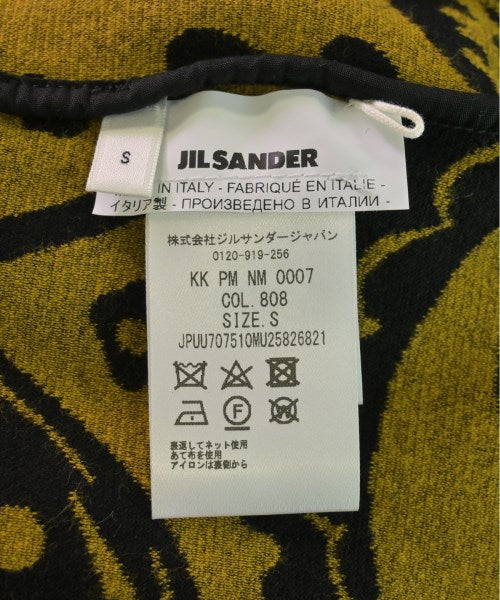 S
JIL SANDER
IN ITALY - FABRIQUÉ EN ITALIE -
イタリア製 - ПРОИЗВЕДЕНО В ИТАЛИИ -
株式会社ジルサンダージャパン
0120-919-256
KK PM NM 0007
COL. 808
SIZE. S
JPUU707510MU25826821
F
W
裏返してネット使用
あて布を使用
アイロンは裏側から